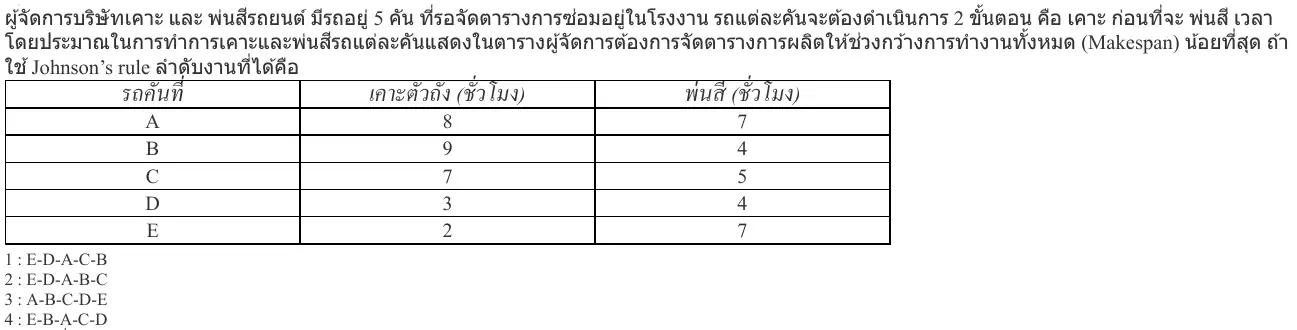 ผู้จัดการบริษัทเคาะ และ พ่นสีรถยนต์ มีรถอยู่ 5 คัน ที่รอจัดตารางการซ่อมอยู่ในโรงงาน รถแต่ละคันจะต้องดำเนินการ 2 ขั้นตอน คือ เคาะ ก่อนที่จะ พ่นสี เวลา
โดยประมาณในการทำการเคาะและพ่นสีรถแต่ละคันแสดงในตารางผู้จัดการต้องการจัดตารางการผลิตให้ช่วงกว้างการทำงานทั้งหมด (Makespan) น้อยที่สุด ถ้า
ใช้ Johnson's rule ลำดับงานที่ได้คือ
รถคันที่ เคาะตัวถัง (ชั่วโมง) พ่นสี (ชั่วโมง)
A 8 7
B 9 4
C 7 5
D 3 4
E 2 7
1 : E-D-A-C-B
2 : E-D-A-B-C
3 : A-B-C-D-E
4 : E-B-A-C-D